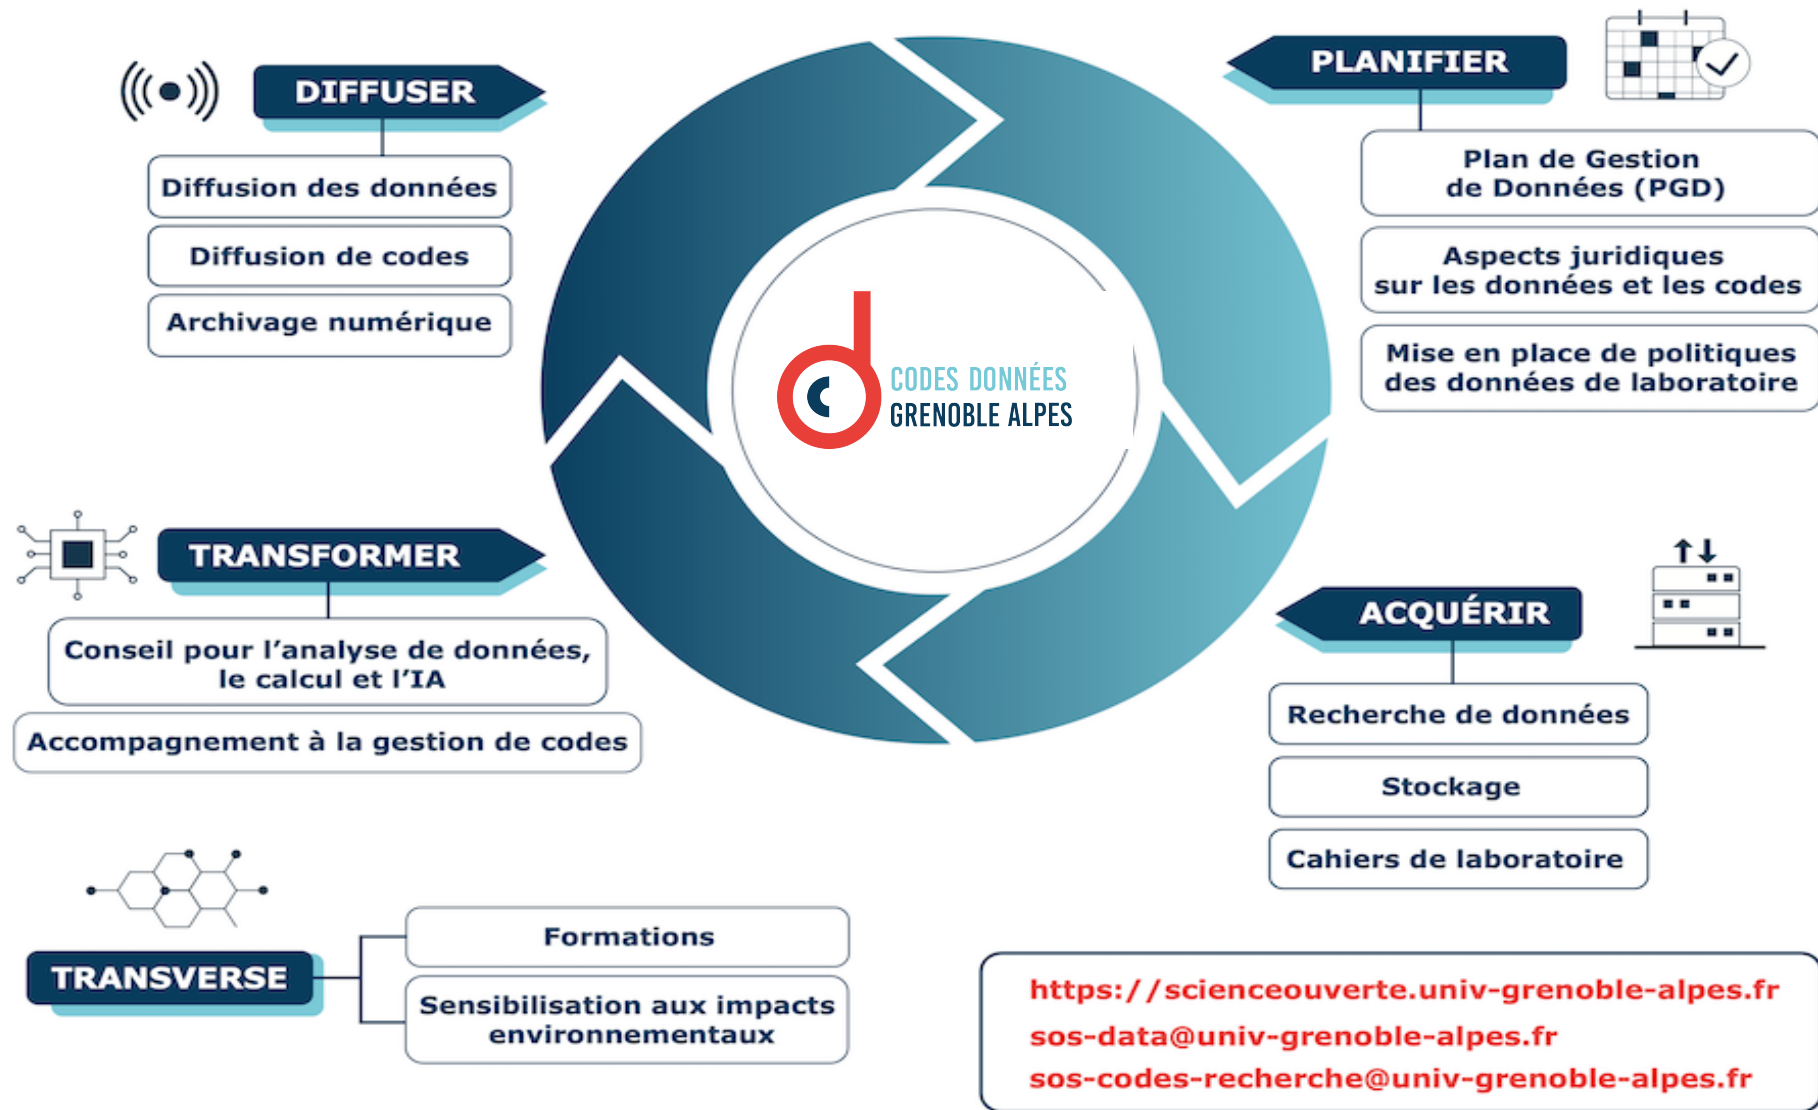 DIFFUSER
Diffusion des données
Diffusion de codes
Archivage numérique
PLANIFIER
Plan de Gestion
de Données (PGD)
Aspects juridiques
sur les données et les codes
Mise en place de politiques
des données de laboratoire
CODES DONNÉES
GRENOBLE ALPES
TRANSFORMER
Conseil pour l’analyse de données,
le calcul et l’IA
Accompagnement à la gestion de codes
ACQUÉRIR
Recherche de données
Stockage
Cahiers de laboratoire
TRANSVERSE
Formations
Sensibilisation aux impacts
environnementaux
https://scienceouverte.univ-grenoble-alpes.fr
sos-data@univ-grenoble-alpes.fr
sos-codes-recherche@univ-grenoble-alpes.fr